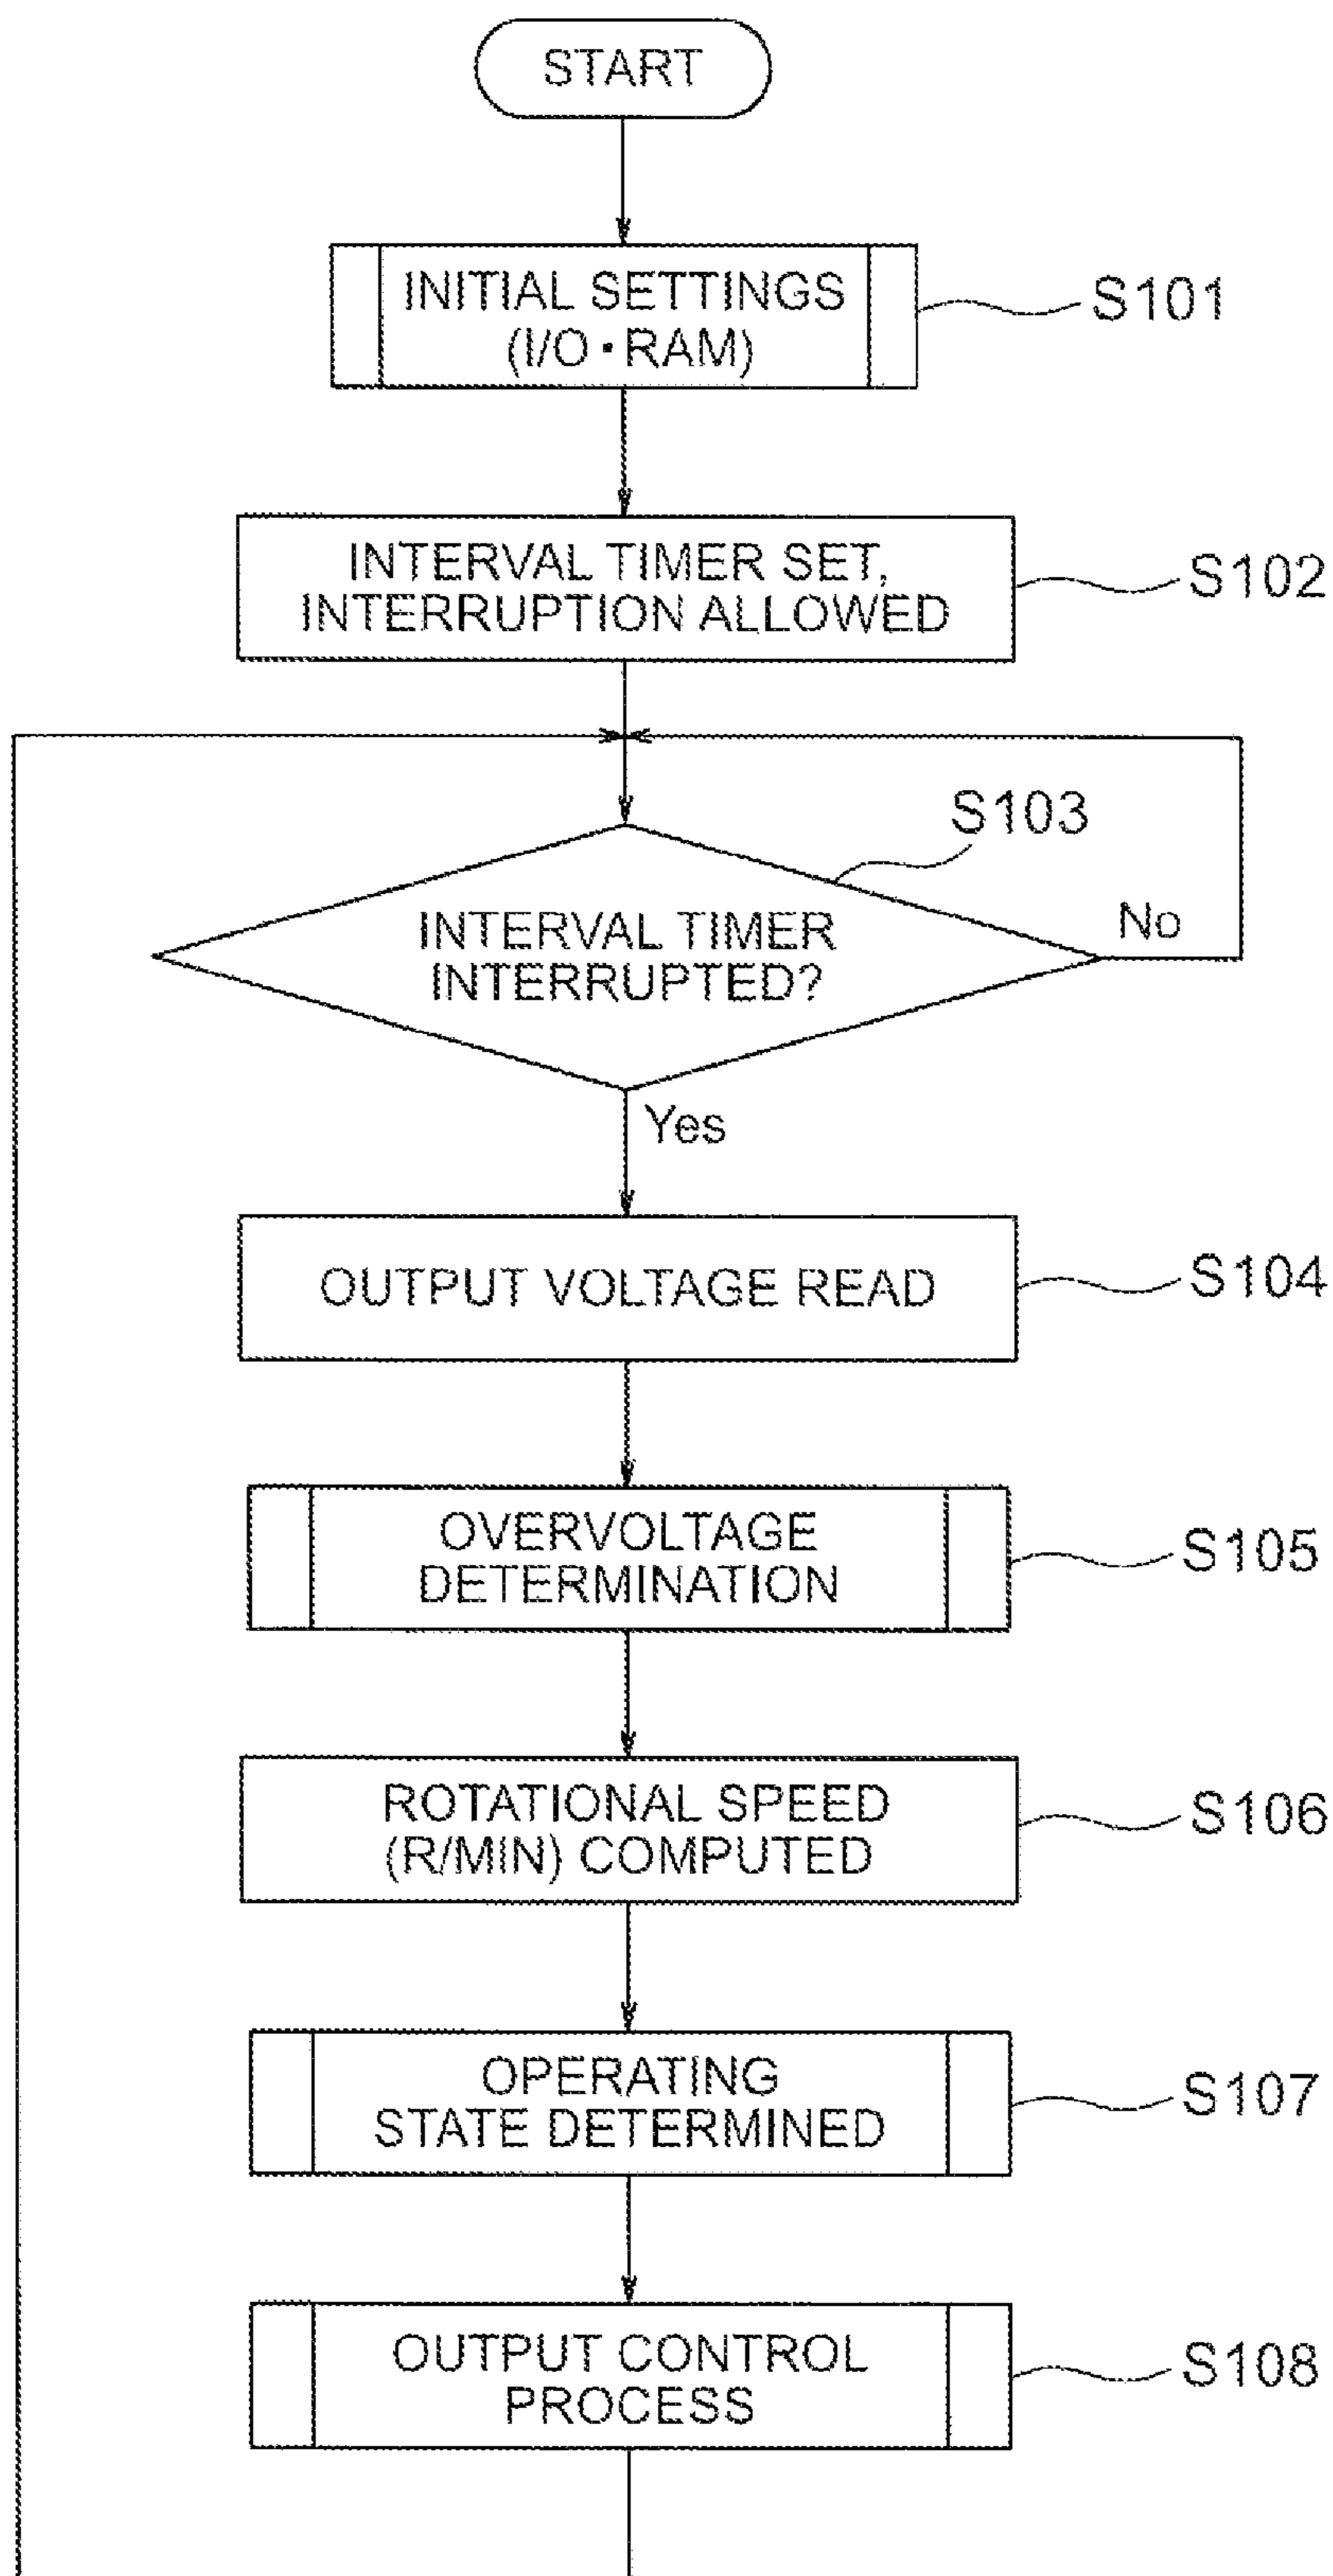 START
INITIAL SETTINGS
(I/O・RAM)
S101
INTERVAL TIMER SET,
INTERRUPTION ALLOWED
S102
S103
INTERVAL TIMER
INTERRUPTED?
No
Yes
OUTPUT VOLTAGE READ
S104
OVERVOLTAGE
DETERMINATION
S105
ROTATIONAL SPEED
(R/MIN) COMPUTED
S106
OPERATING
STATE DETERMINED
S107
OUTPUT CONTROL
PROCESS
S108